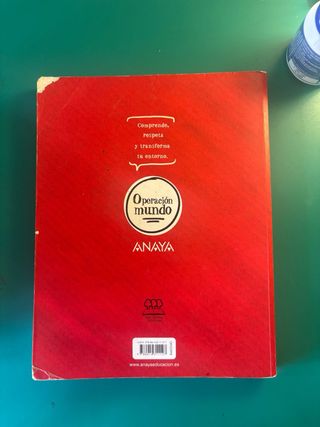 Comprende,
respeta
y transforma
tu entorno.
Operación
mundo
ANAYA
www.anayaeducacion.es